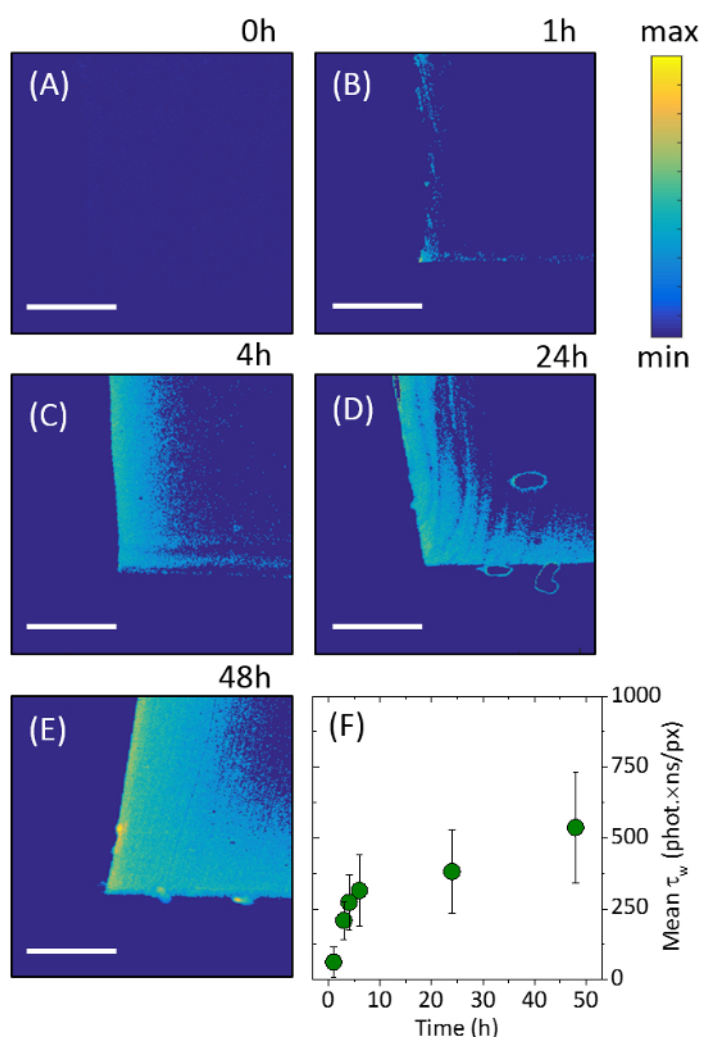 0h
1h
max
(A)
(B)
min
4h
24h
(C)
(D)
48h
(E)
(F)
1000
750
500
250
0
Mean τw (phot.×ns/px)
0 10 20 30 40 50
Time (h)